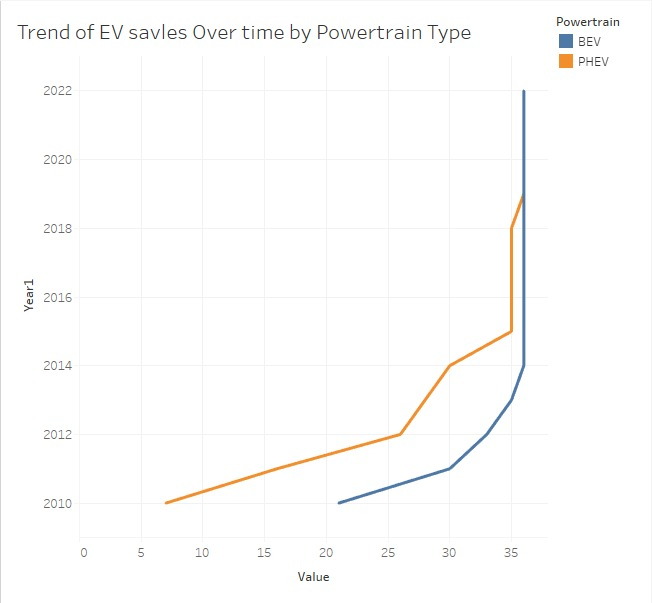 Trend of EV savles Over time by Powertrain Type
Powertrain
BEV
PHEV
2022
2020
2018
2016
2014
2012
2010
Year1
0 5 10 15 20 25 30 35
Value